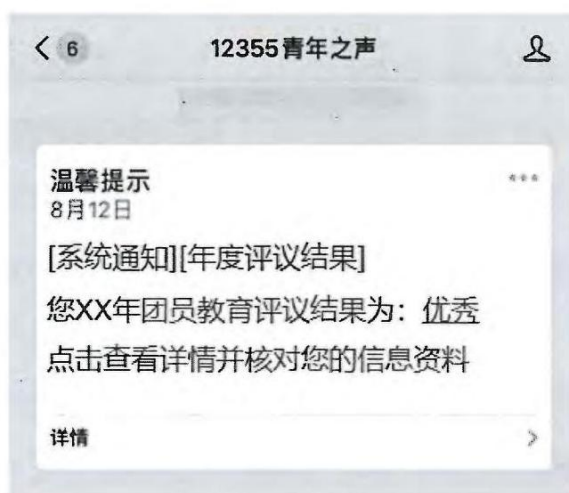 6
12355青年之声
温馨提示
8月12日
[系统通知][年度评议结果]
您XX年团员教育评议结果为：优秀
点击查看详情并核对您的信息资料
详情